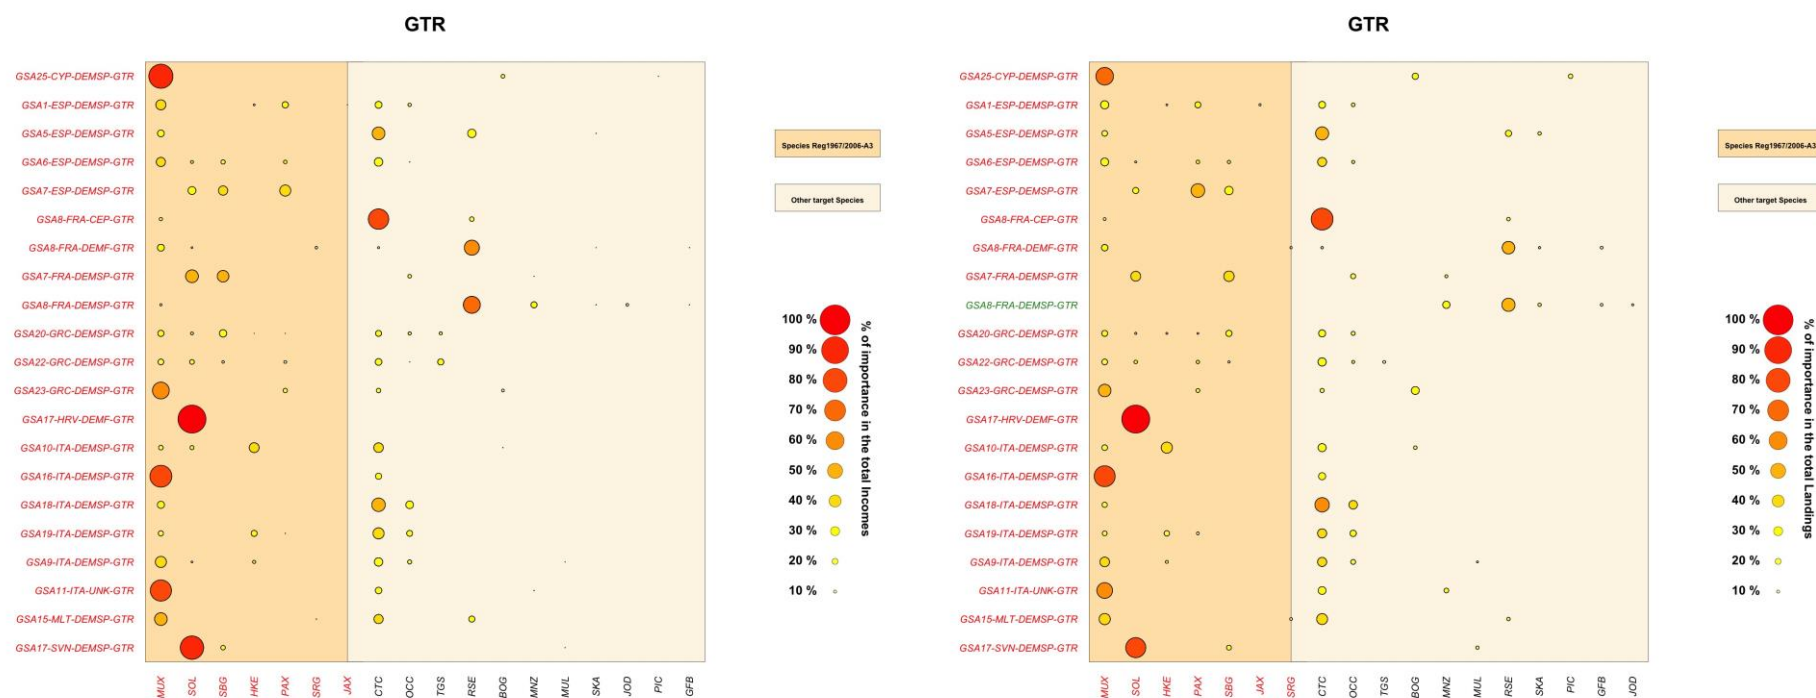 GTR
GSA25-CYP-DEMSP-GTR
GSA1-ESP-DEMSP-GTR
GSA5-ESP-DEMSP-GTR
GSA6-ESP-DEMSP-GTR
GSA7-ESP-DEMSP-GTR
GSA8-FRA-CEP-GTR
GSA8-FRA-DEMF-GTR
GSA7-FRA-DEMSP-GTR
GSA8-FRA-DEMSP-GTR
GSA20-GRC-DEMSP-GTR
GSA22-GRC-DEMSP-GTR
GSA23-GRC-DEMSP-GTR
GSA17-HRV-DEMF-GTR
GSA10-ITA-DEMSP-GTR
GSA16-ITA-DEMSP-GTR
GSA18-ITA-DEMSP-GTR
GSA19-ITA-DEMSP-GTR
GSA9-ITA-DEMSP-GTR
GSA11-ITA-UNK-GTR
GSA15-MLT-DEMSP-GTR
GSA17-SVN-DEMSP-GTR
MUX
SOL
SBG
HKE
PAX
SRG
JAX
CTC
OCC
TGS
RSE
BOG
MNZ
MUL
SKA
JOD
PIC
GFB
Species Reg1967/2006-A3
Other target Species
100 %
90 %
80 %
70 %
60 %
50 %
40 %
30 %
20 %
10 %
% of importance in the total Incomes
GTR
GSA25-CYP-DEMSP-GTR
GSA1-ESP-DEMSP-GTR
GSA5-ESP-DEMSP-GTR
GSA6-ESP-DEMSP-GTR
GSA7-ESP-DEMSP-GTR
GSA8-FRA-CEP-GTR
GSA8-FRA-DEMF-GTR
GSA7-FRA-DEMSP-GTR
GSA8-FRA-DEMSP-GTR
GSA20-GRC-DEMSP-GTR
GSA22-GRC-DEMSP-GTR
GSA23-GRC-DEMSP-GTR
GSA17-HRV-DEMF-GTR
GSA10-ITA-DEMSP-GTR
GSA16-ITA-DEMSP-GTR
GSA18-ITA-DEMSP-GTR
GSA19-ITA-DEMSP-GTR
GSA9-ITA-DEMSP-GTR
GSA11-ITA-UNK-GTR
GSA15-MLT-DEMSP-GTR
GSA17-SVN-DEMSP-GTR
MUX
SOL
HKE
PAX
SBG
JAX
SRG
CTC
OCC
TGS
BOG
MNZ
MUL
RSE
SKA
PIC
GFB
JOD
Species Reg1967/2006-A3
Other target Species
100 %
90 %
80 %
70 %
60 %
50 %
40 %
30 %
20 %
10 %
% of importance in the total Landings